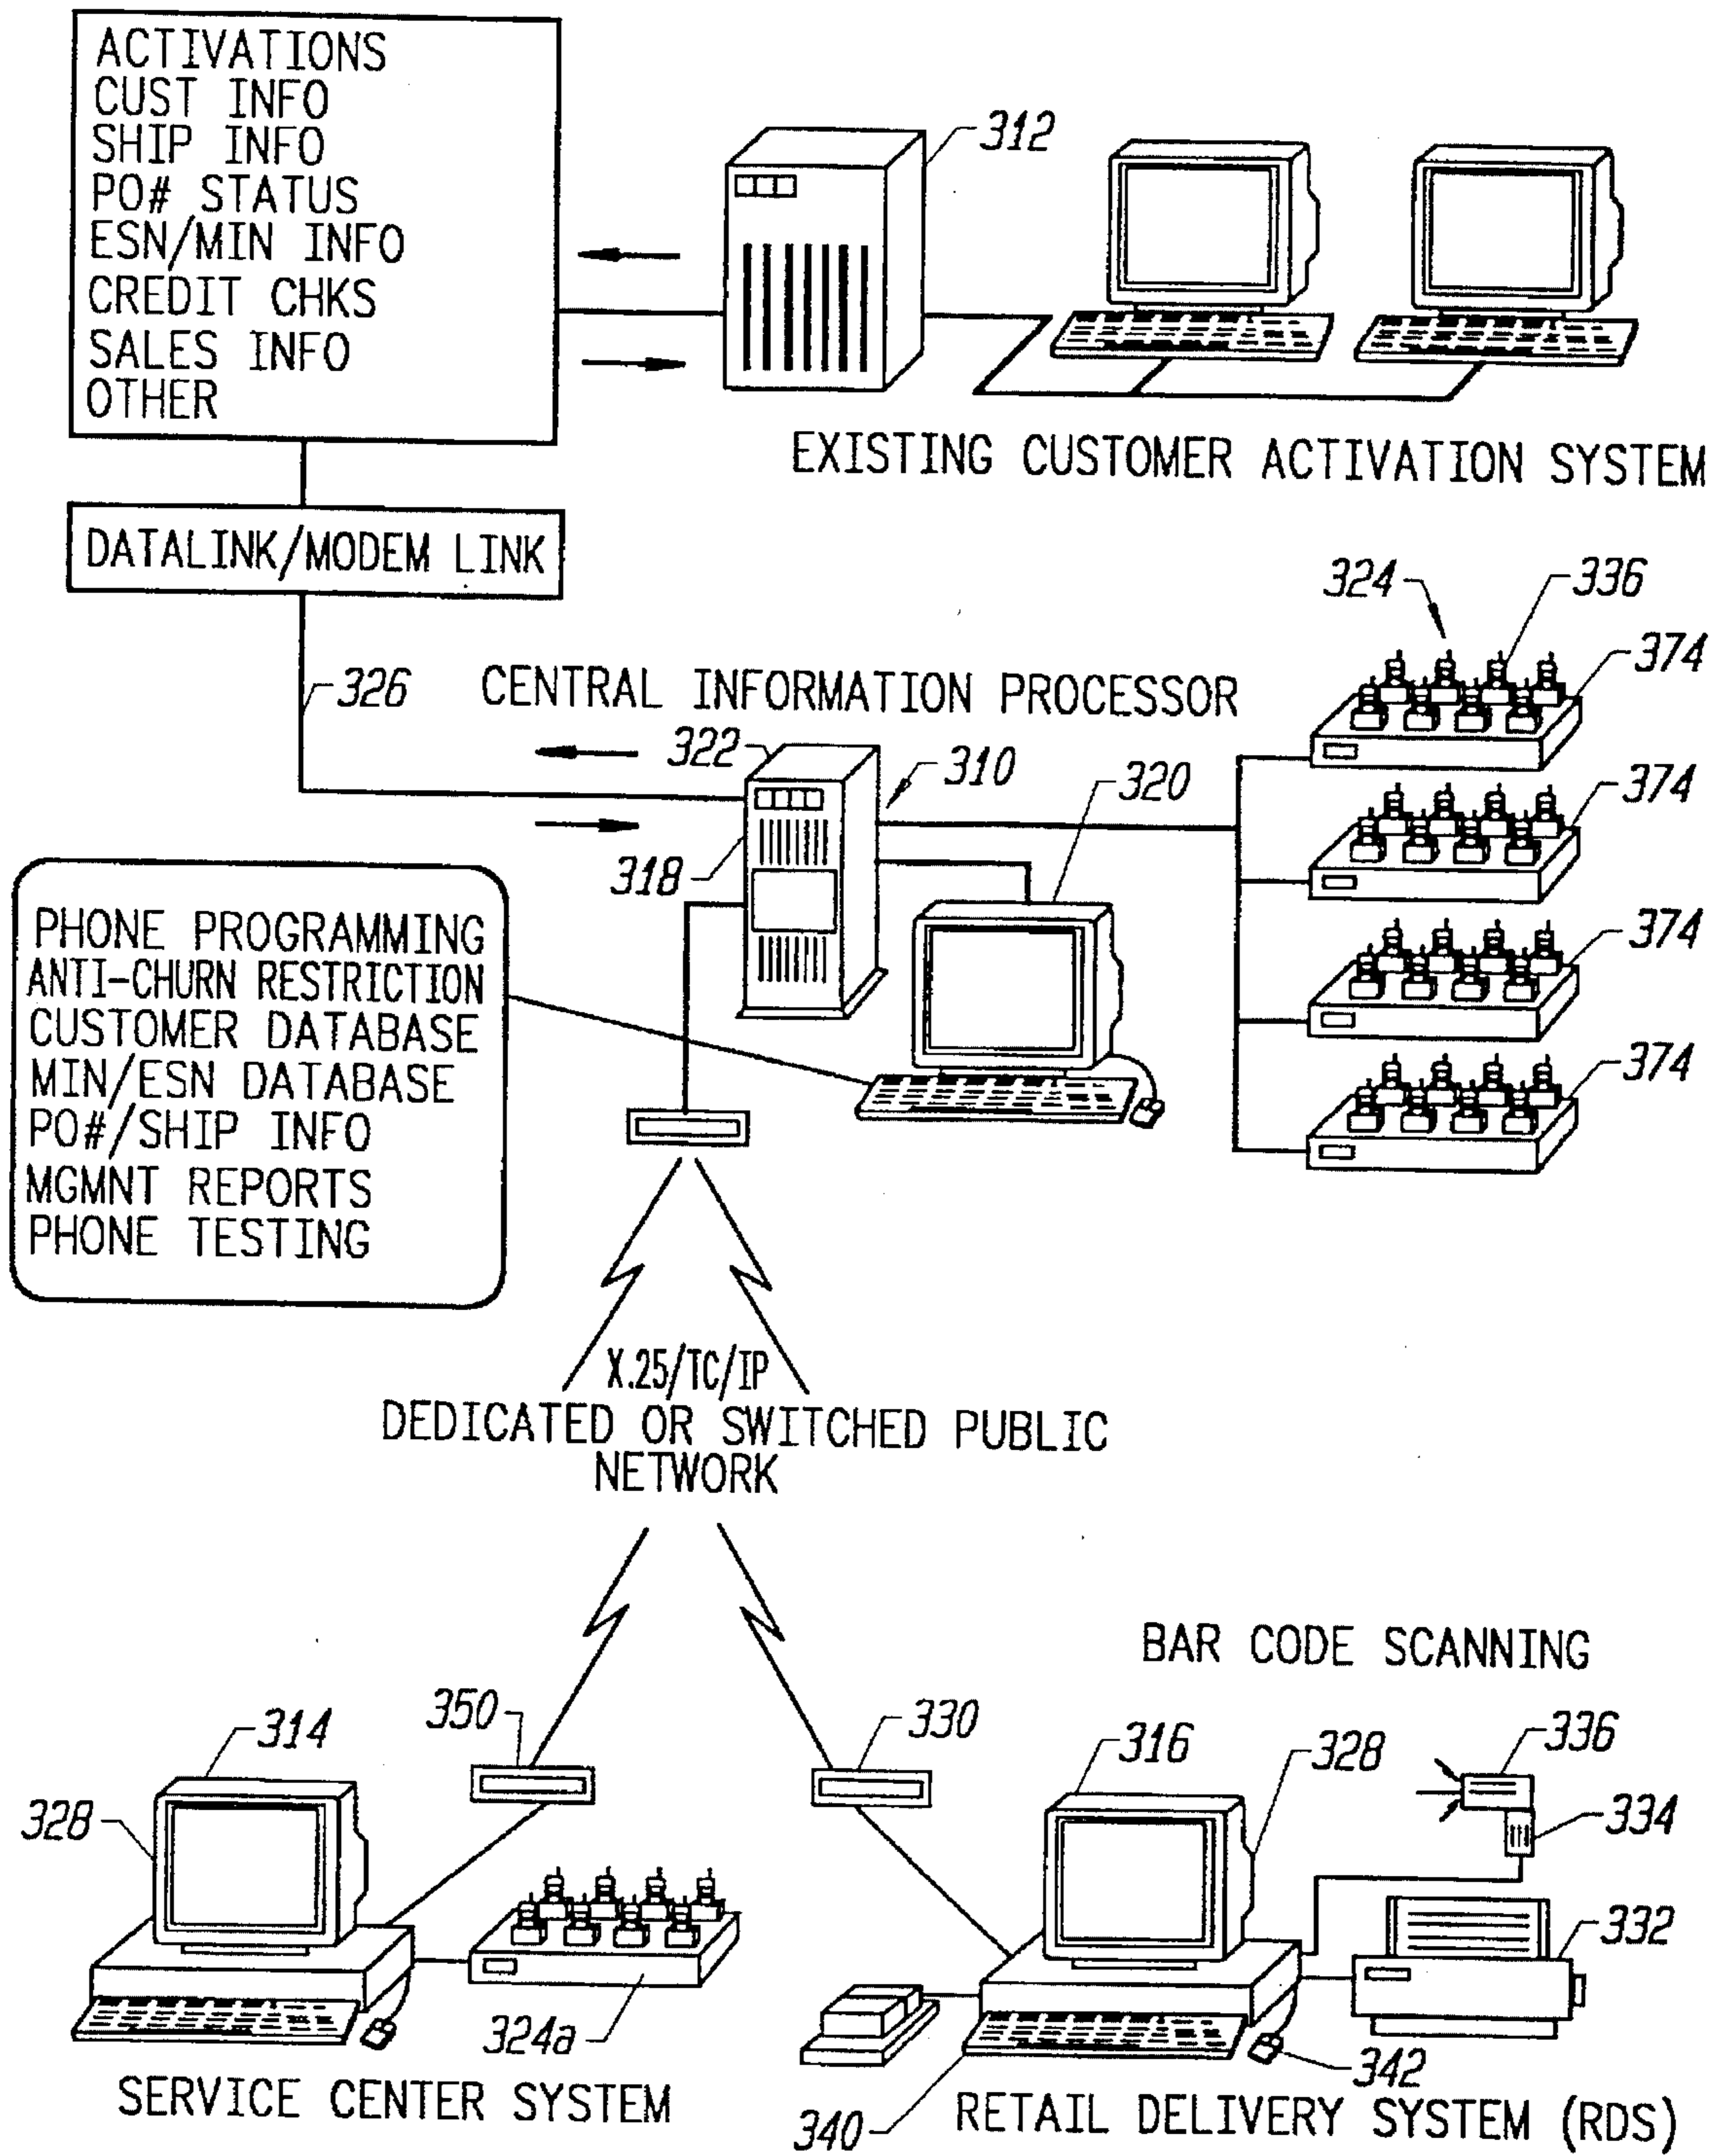 ACTIVATIONS
CUST INFO
SHIP INFO
PO# STATUS
ESN/MIN INFO
CREDIT CHKS
SALES INFO
OTHER
312
EXISTING CUSTOMER ACTIVATION SYSTEM
DATALINK/MODEM LINK
324
336
374
326
CENTRAL INFORMATION PROCESSOR
322
310
320
374
318
374
374
PHONE PROGRAMMING
ANTI-CHURN RESTRICTION
CUSTOMER DATABASE
MIN/ESN DATABASE
PO#/SHIP INFO
MGMNT REPORTS
PHONE TESTING
X.25/TC/IP
DEDICATED OR SWITCHED PUBLIC
NETWORK
BAR CODE SCANNING
314
350
330
316
328
336
328
334
332
324a
342
SERVICE CENTER SYSTEM
340
RETAIL DELIVERY SYSTEM (RDS)